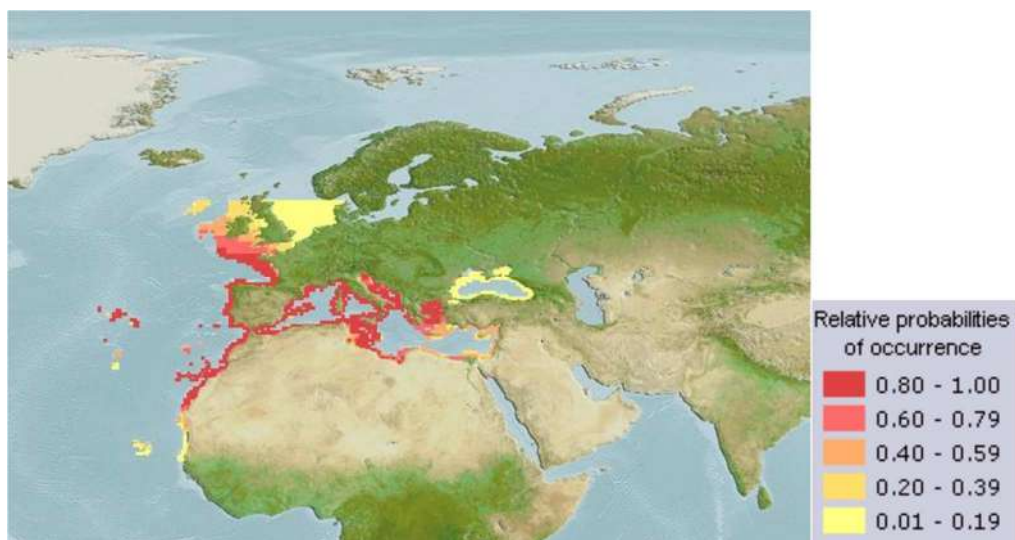 Relative probabilities
of occurrence
0.80 - 1.00
0.60 - 0.79
0.40 - 0.59
0.20 - 0.39
0.01 - 0.19